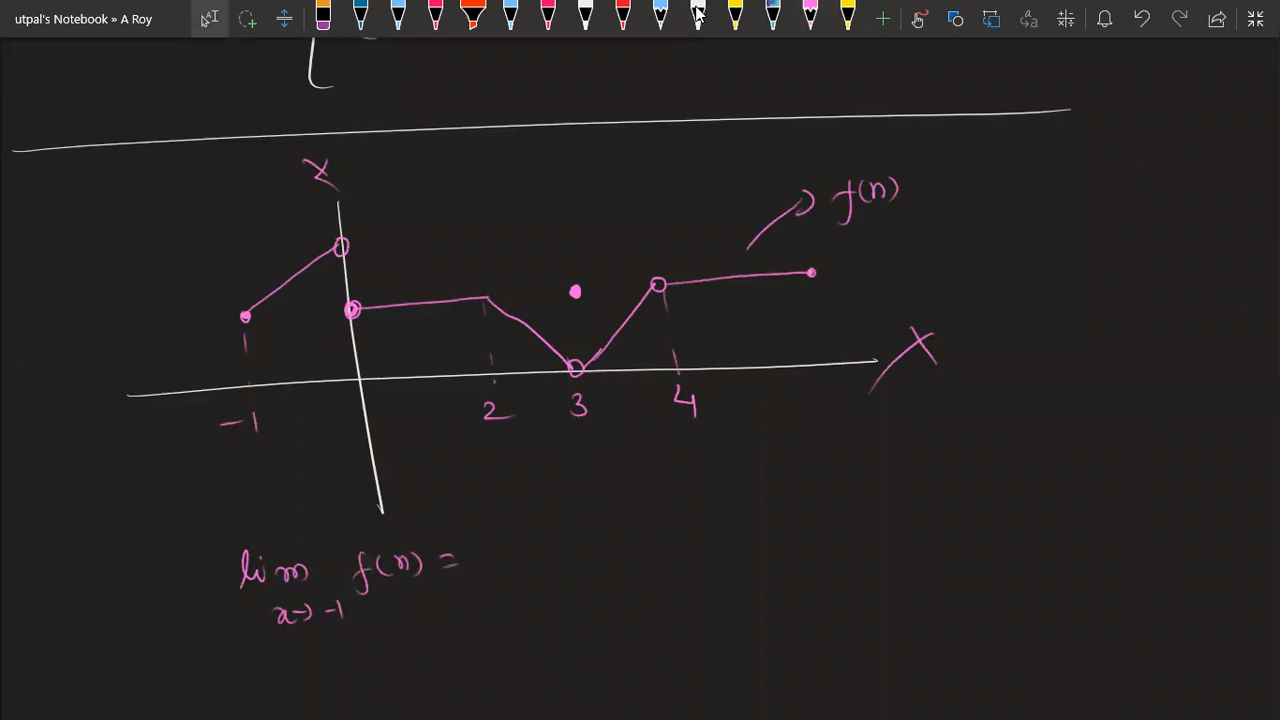 utpal's Notebook » A Roy
Y
f(x)
X
-1 2 3 4
lim f(x) =
x→ -1